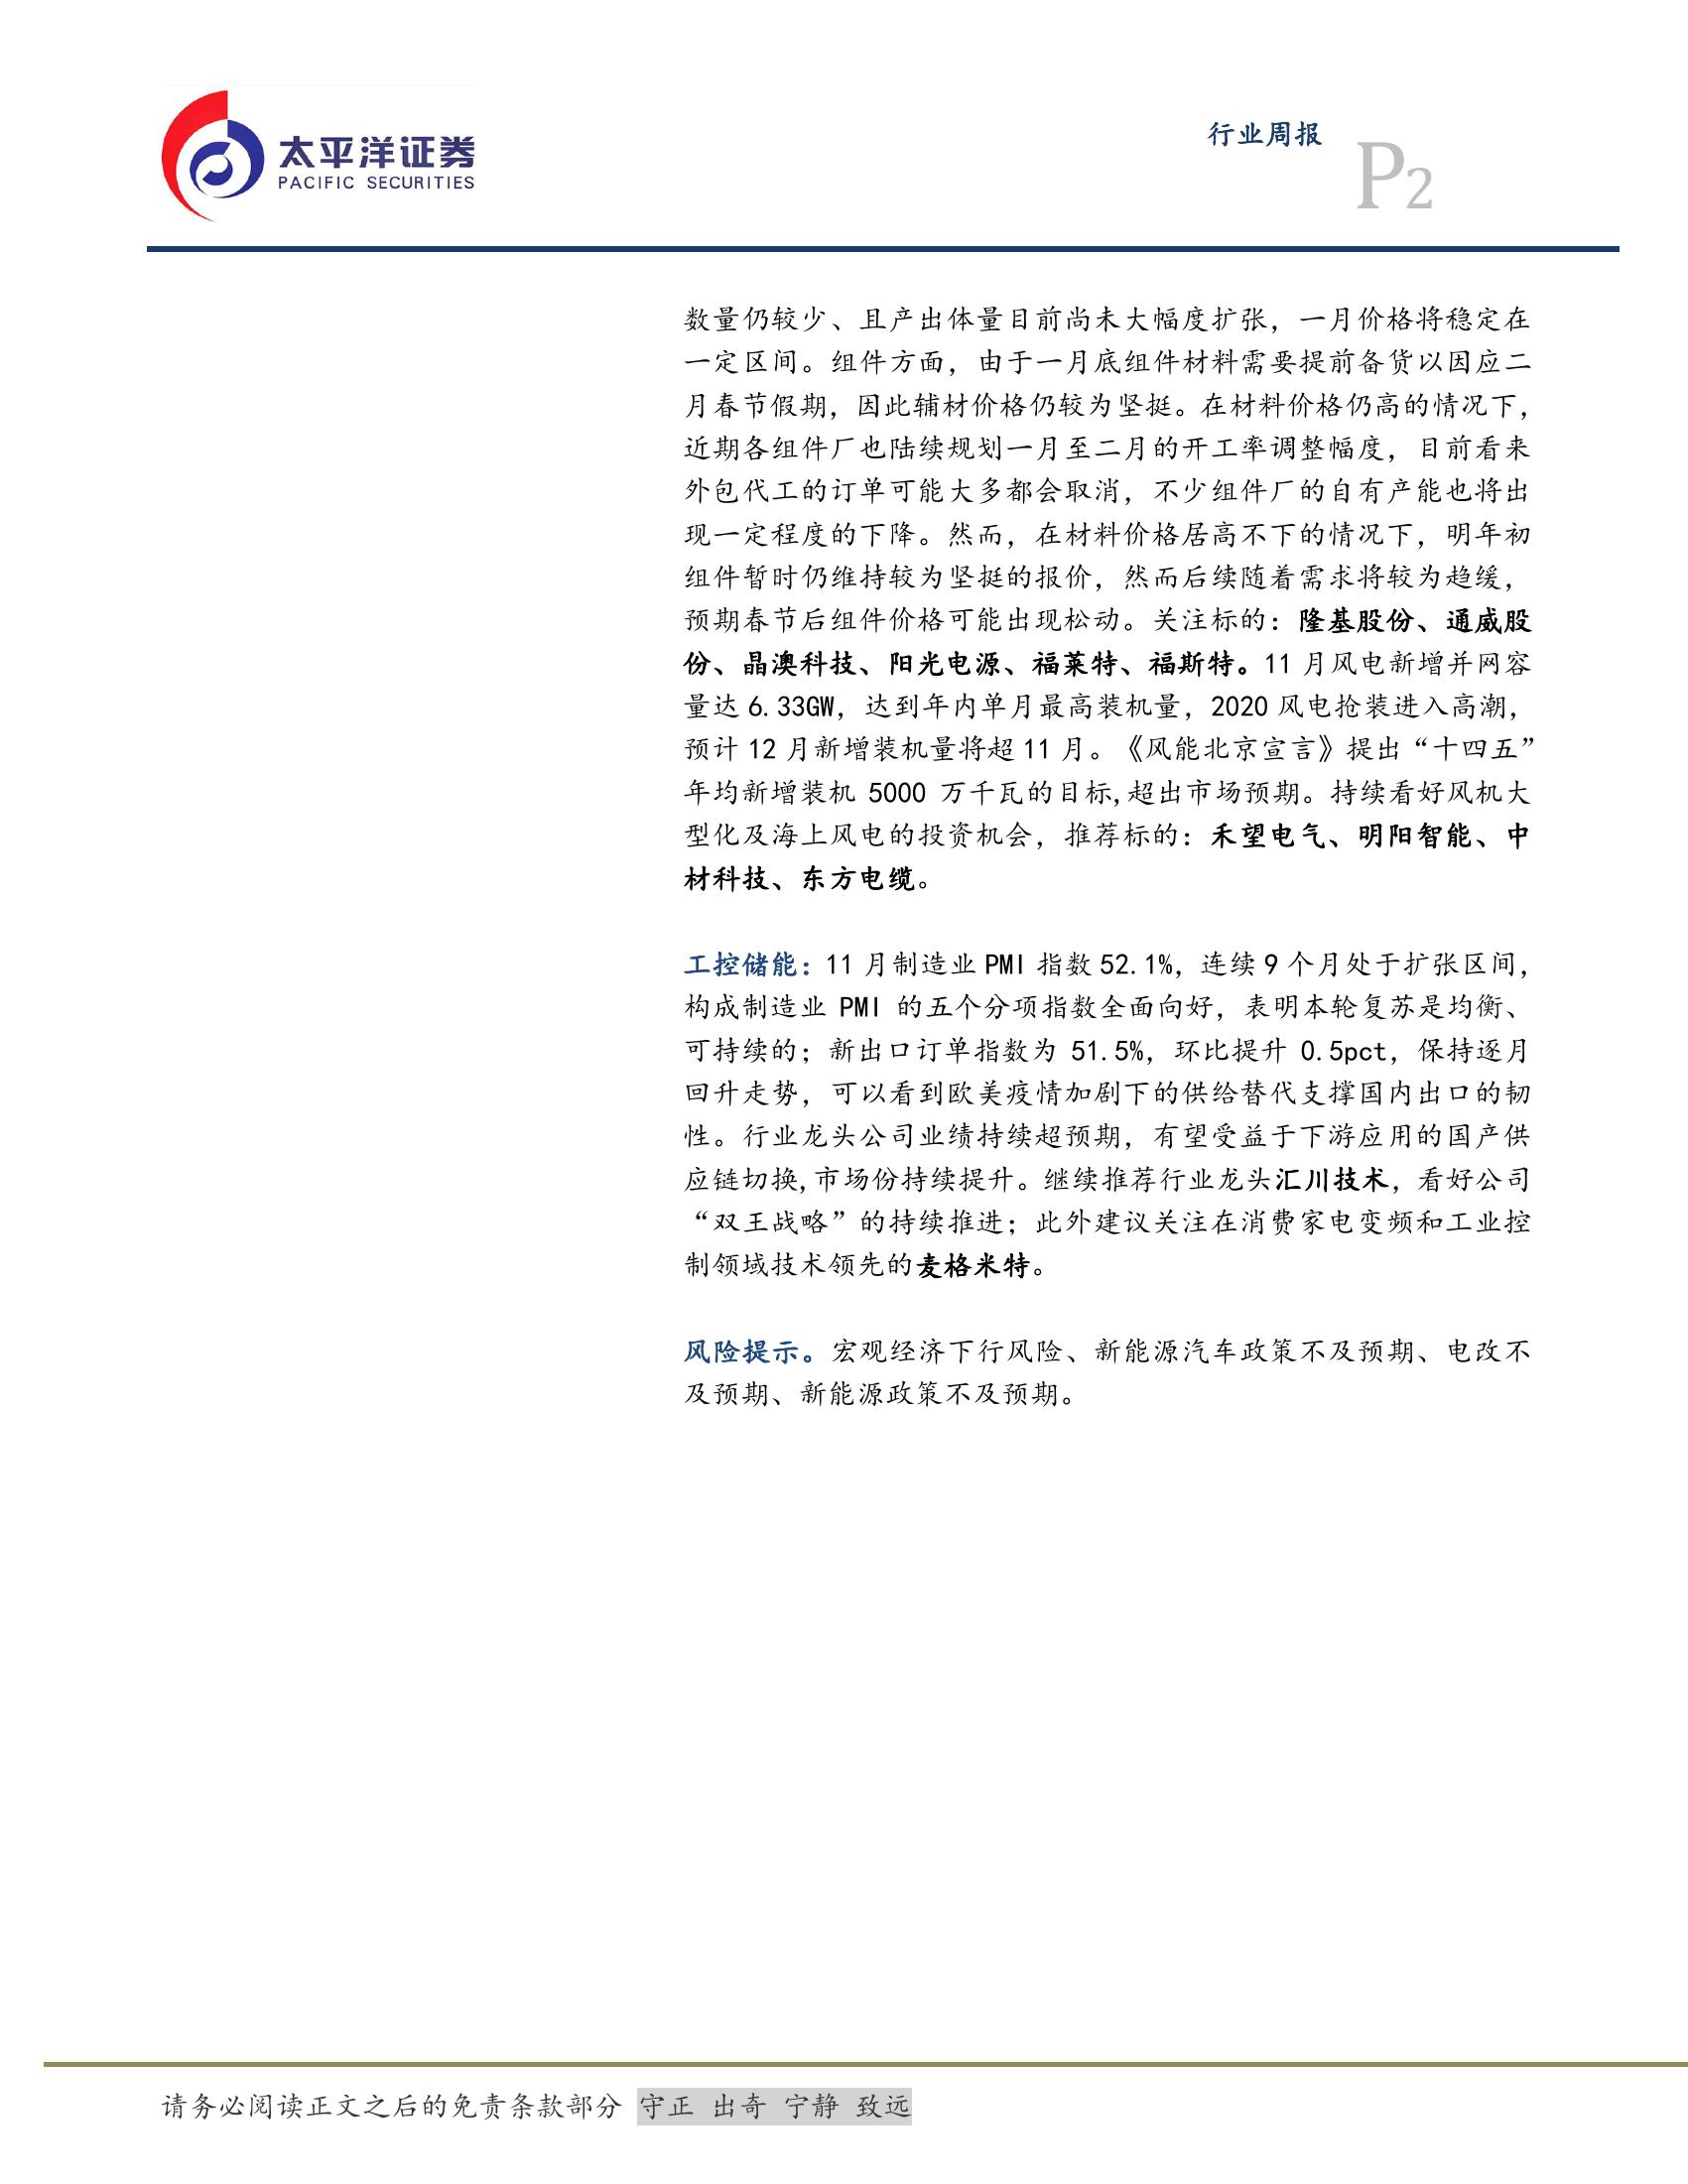 太平洋证券
PACIFIC SECURITIES
行业周报
P2
数量仍较少、且产出体量目前尚未大幅度扩张，一月价格将稳定在
一定区间。组件方面，由于一月底组件材料需要提前备货以因应二
月春节假期，因此辅材价格仍较为坚挺。在材料价格仍高的情况下，
近期各组件厂也陆续规划一月至二月的开工率调整幅度，目前看来
外包代工的订单可能大多都会取消，不少组件厂的自有产能也将出
现一定程度的下降。然而，在材料价格居高不下的情况下，明年初
组件暂时仍维持较为坚挺的报价，然而后续随着需求将较为趋缓，
预期春节后组件价格可能出现松动。关注标的：隆基股份、通威股
份、晶澳科技、阳光电源、福莱特、福斯特。11 月风电新增并网容
量达 6.33GW，达到年内单月最高装机量，2020 风电抢装进入高潮，
预计 12 月新增装机量将超 11 月。《风能北京宣言》提出“十四五”
年均新增装机 5000 万千瓦的目标,超出市场预期。持续看好风机大
型化及海上风电的投资机会，推荐标的：禾望电气、明阳智能、中
材科技、东方电缆。
工控储能：11 月制造业 PMI 指数 52.1%，连续 9 个月处于扩张区间，
构成制造业 PMI 的五个分项指数全面向好，表明本轮复苏是均衡、
可持续的；新出口订单指数为 51.5%，环比提升 0.5pct，保持逐月
回升走势，可以看到欧美疫情加剧下的供给替代支撑国内出口的韧
性。行业龙头公司业绩持续超预期，有望受益于下游应用的国产供
应链切换,市场份持续提升。继续推荐行业龙头汇川技术，看好公司
“双王战略”的持续推进；此外建议关注在消费家电变频和工业控
制领域技术领先的麦格米特。
风险提示。宏观经济下行风险、新能源汽车政策不及预期、电改不
及预期、新能源政策不及预期。
请务必阅读正文之后的免责条款部分 守正 出奇 宁静 致远